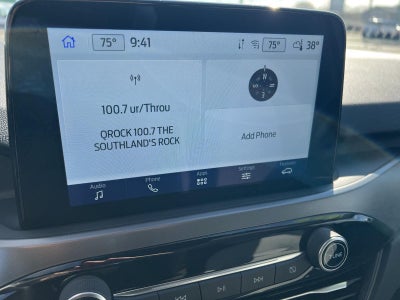 75° 9:41 75° 38°
100.7 ur/Throu
QROCK 100.7 THE
SOUTHLAND'S ROCK
Add Phone
Audio Phone Apps Settings Features